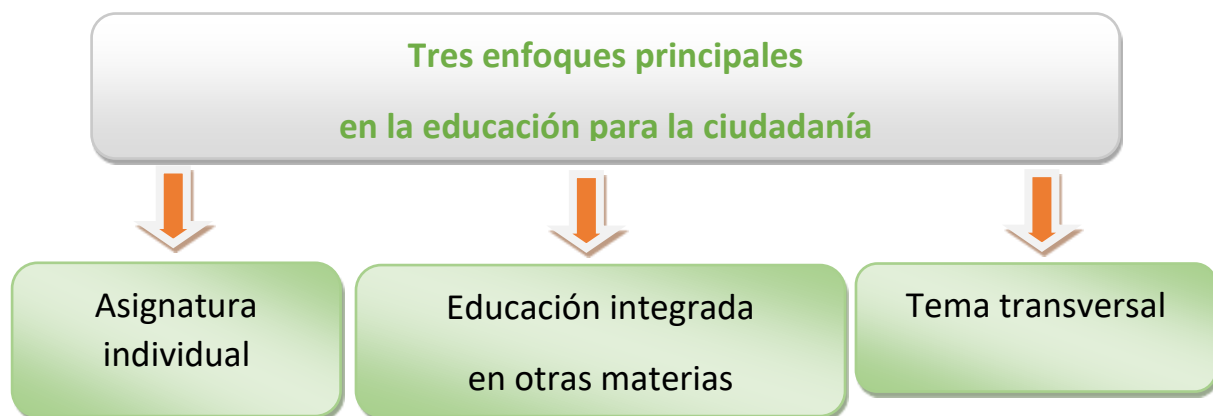 Tres enfoques principales
en la educación para la ciudadanía
Asignatura
individual
Educación integrada
en otras materias
Tema transversal